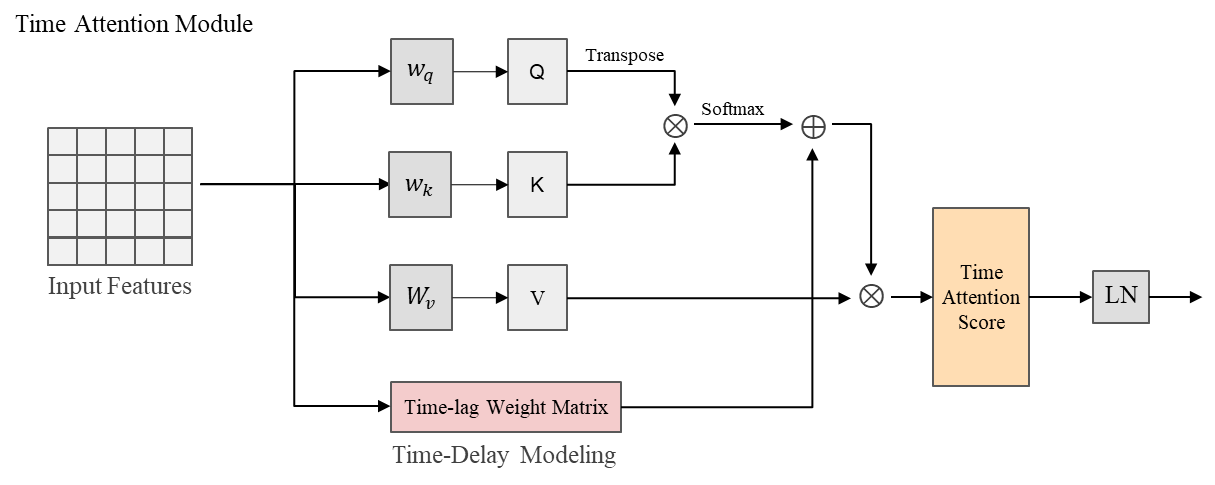 Time Attention Module
w_q
Q
Transpose
Softmax
w_k
K
Input Features
W_v
V
Time
Attention
Score
LN
Time-lag Weight Matrix
Time-Delay Modeling